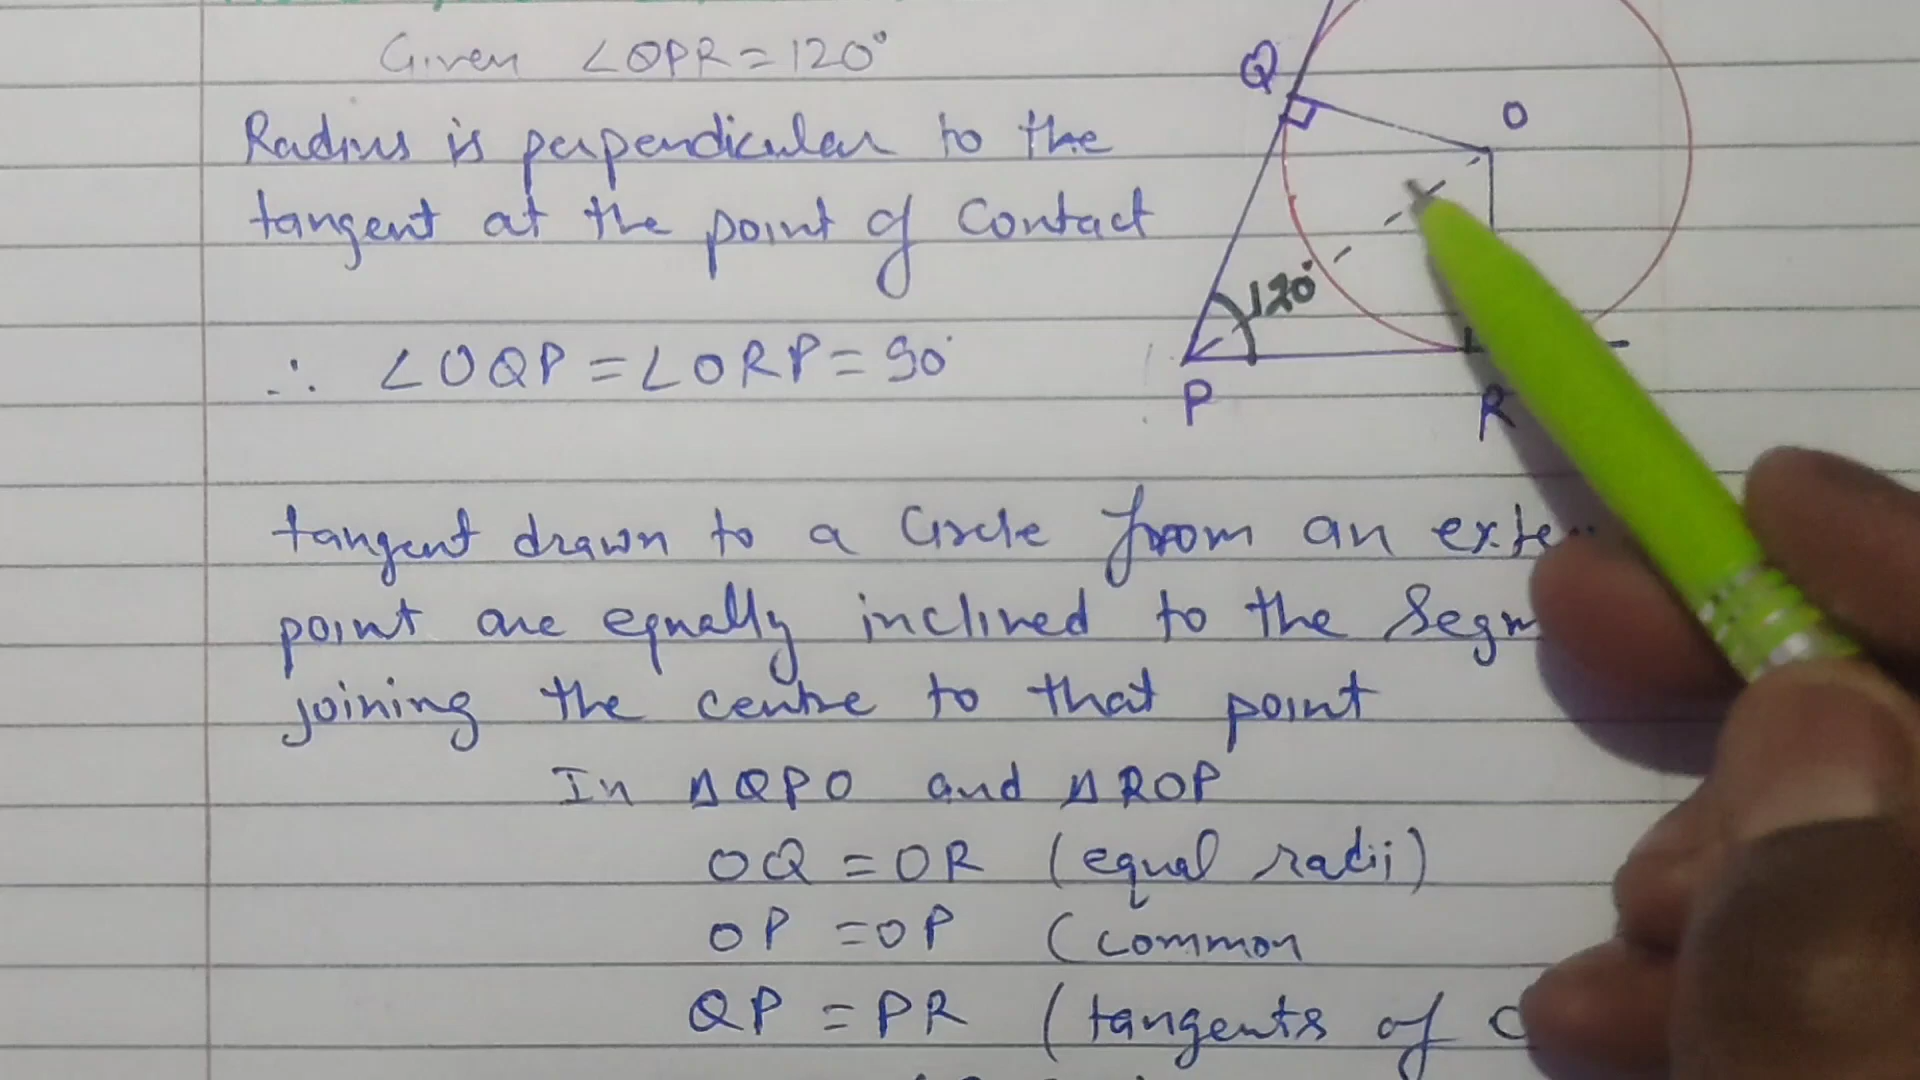 Given ∠QPR = 120°
Radius is perpendicular to the
tangent at the point of Contact
∴ ∠OQP = ∠ORP = 90°
Q
O
120°
P
R
tangent drawn to a Circle from an exte
point are equally inclined to the Segm
joining the centre to that point
In ΔQPO and ΔROP
OQ = OR (equal radii)
OP = OP (common
QP = PR (tangents of